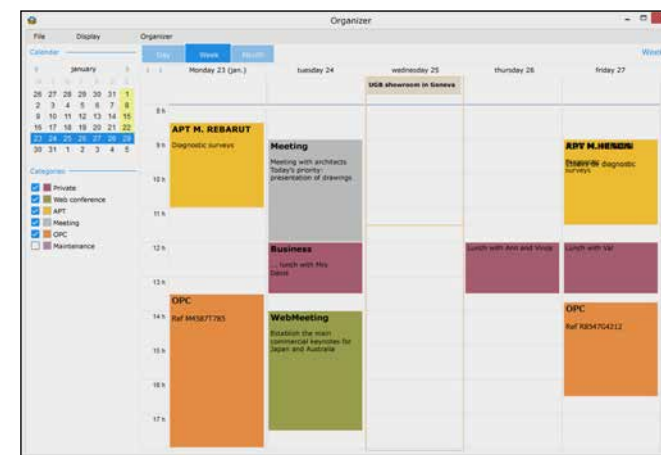 Organizer
File Display Organizer
Calendar
Day Week Month
Week
January
26 27 28 29 30 31 1
2 3 4 5 6 7 8
9 10 11 12 13 14 15
16 17 18 19 20 21 22
23 24 25 26 27 28 29
30 31 1 2 3 4 5
Categories
Private
Web conference
APT
Meeting
OPC
Maintenance
Monday 23 (jan.) tuesday 24 wednesday 25 thursday 26 friday 27
UGB showroom in Geneva
8 h
9 h
10 h
11 h
12 h
13 h
14 h
15 h
16 h
17 h
APT M. REBARUT
Diagnostic surveys
OPC
Ref M4587T785
Meeting
Meeting with architects
Today's priority:
presentation of drawings
Business
... lunch with Mrs
WebMeeting
Establish the main
commercial keynotes for
Japan and Australia
Lunch with Ann and Vince
APT
diagnostic
surveys
Lunch with Val
OPC
Ref R8547G4212